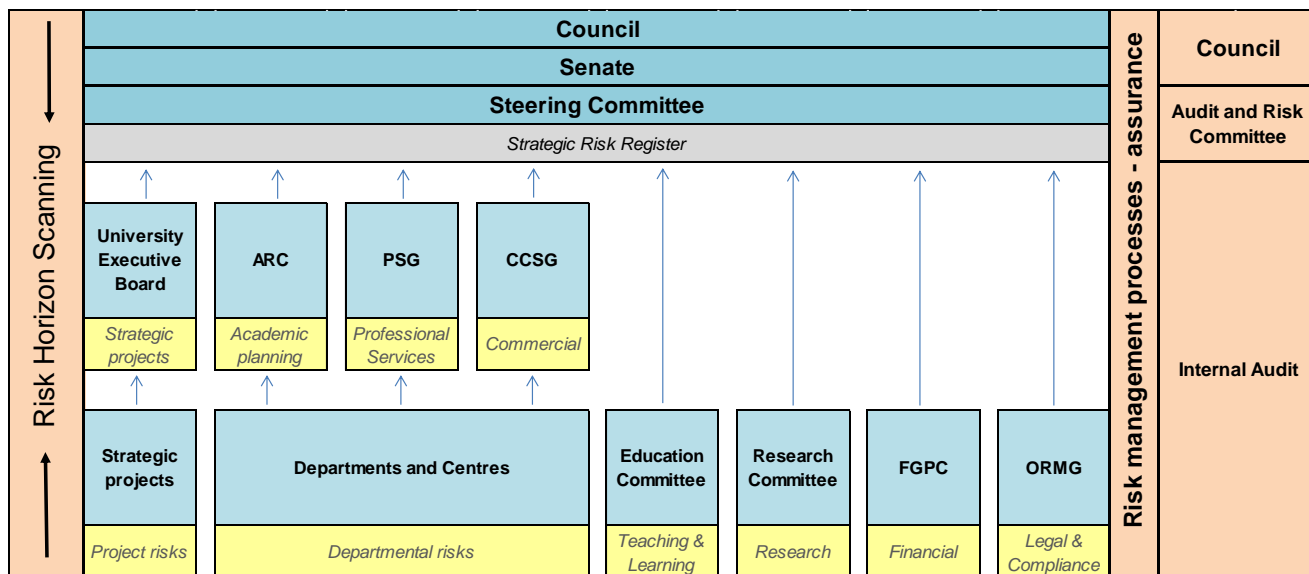 Council
Senate
Steering Committee
Strategic Risk Register
Risk Horizon Scanning
University
Executive
Board
ARC
PSG
CCSG
Strategic
projects
Academic
planning
Professional
Services
Commercial
Strategic
projects
Departments and Centres
Education
Committee
Research
Committee
FGPC
ORMG
Project risks
Departmental risks
Teaching &
Learning
Research
Financial
Legal &
Compliance
Risk management processes - assurance
Council
Audit and Risk
Committee
Internal Audit